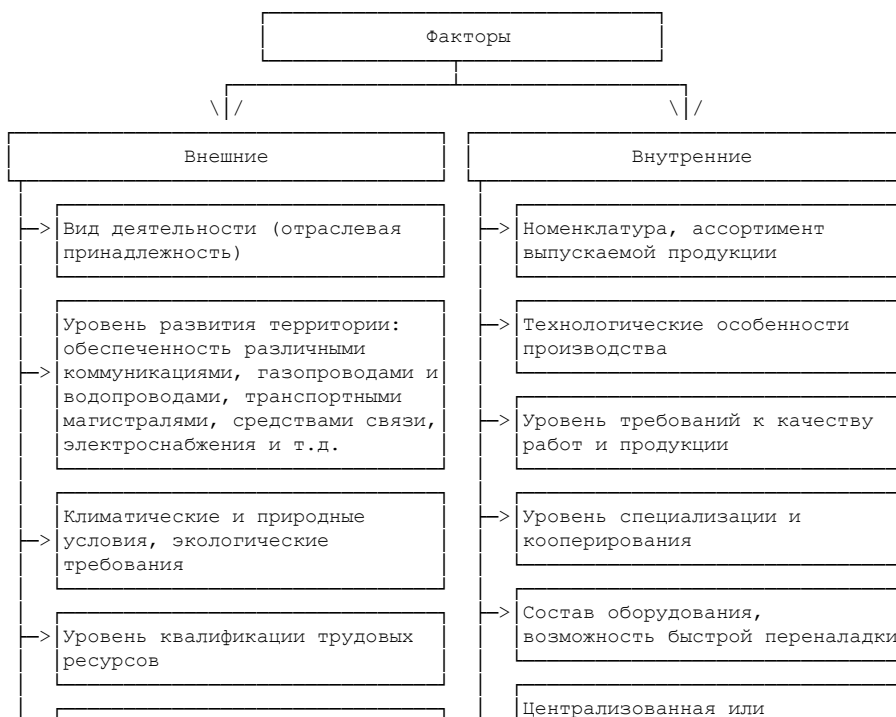 Факторы
Внешние
Вид деятельности (отраслевая
принадлежность)
Уровень развития территории:
обеспеченность различными
коммуникациями, газопроводами и
водопроводами, транспортными
магистралями, средствами связи,
электроснабжения и т.д.
Климатические и природные
условия, экологические
требования
Уровень квалификации трудовых
ресурсов
Внутренние
Номенклатура, ассортимент
выпускаемой продукции
Технологические особенности
производства
Уровень требований к качеству
работ и продукции
Уровень специализации и
кооперирования
Состав оборудования,
возможность быстрой переналадки
Централизованная или